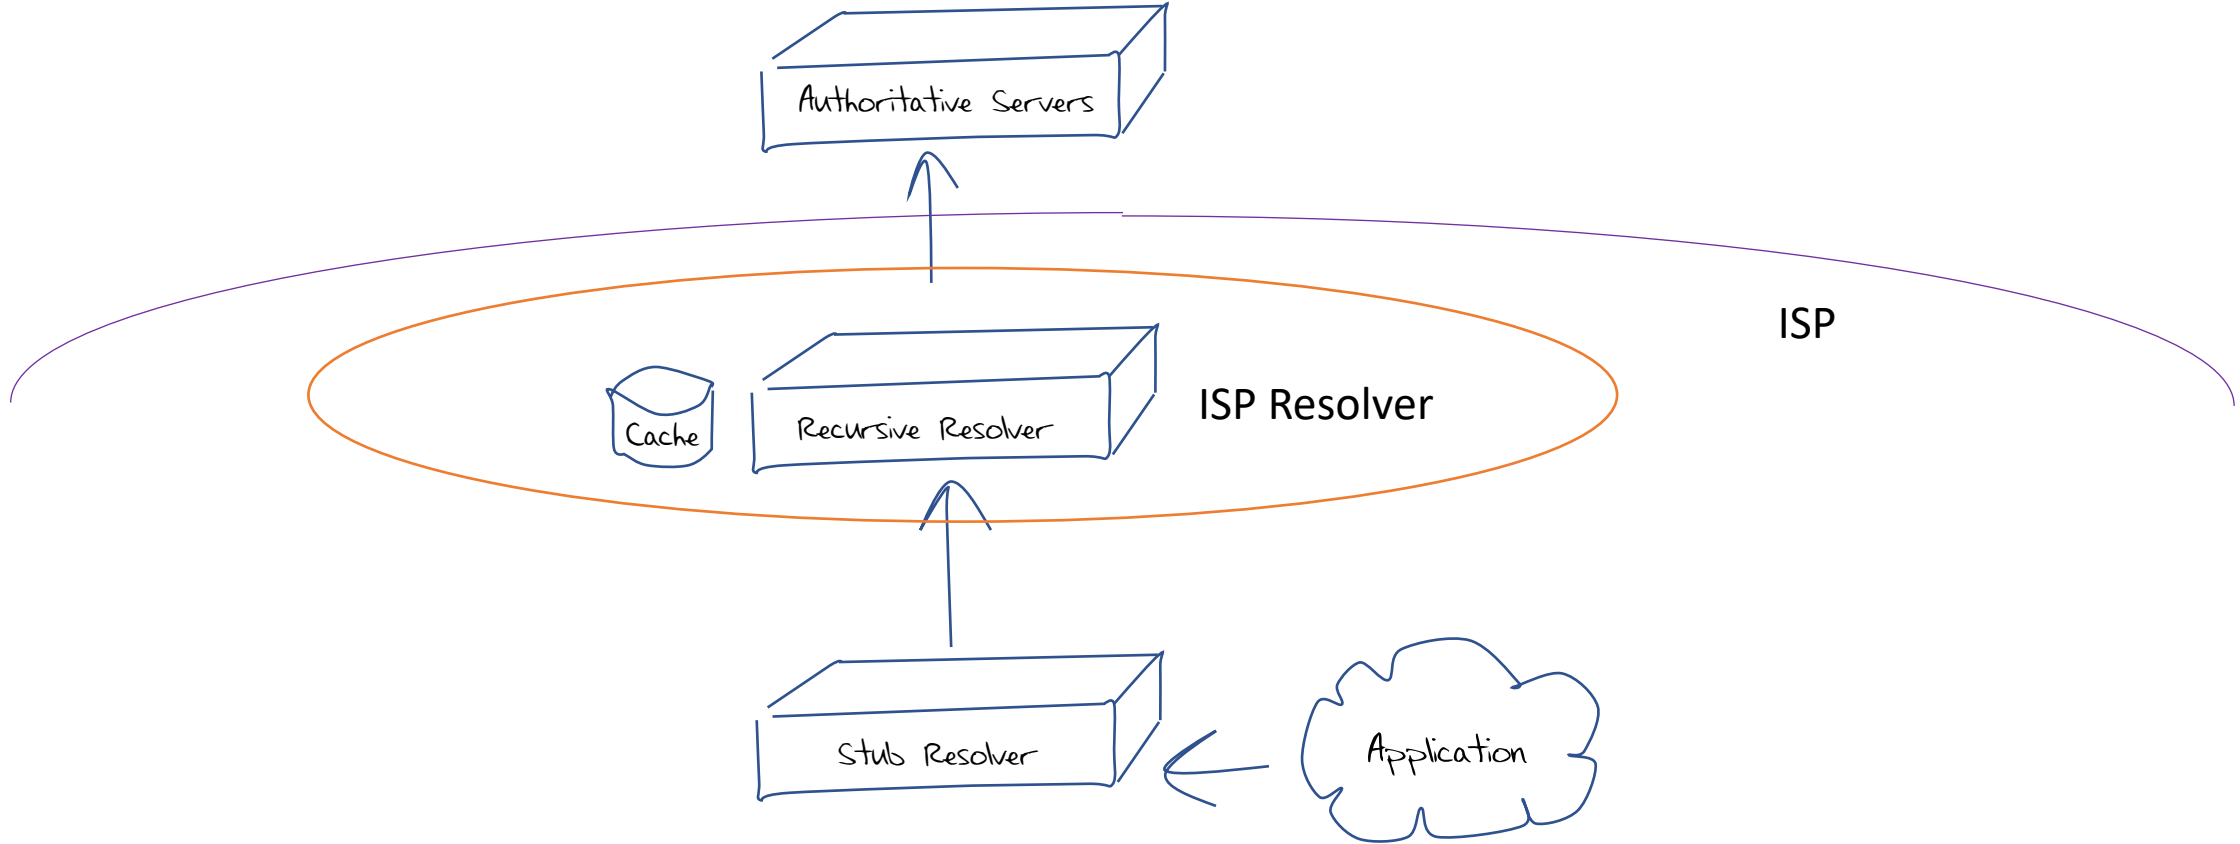 Authoritative Servers
ISP
ISP Resolver
Cache
Recursive Resolver
Stub Resolver
Application